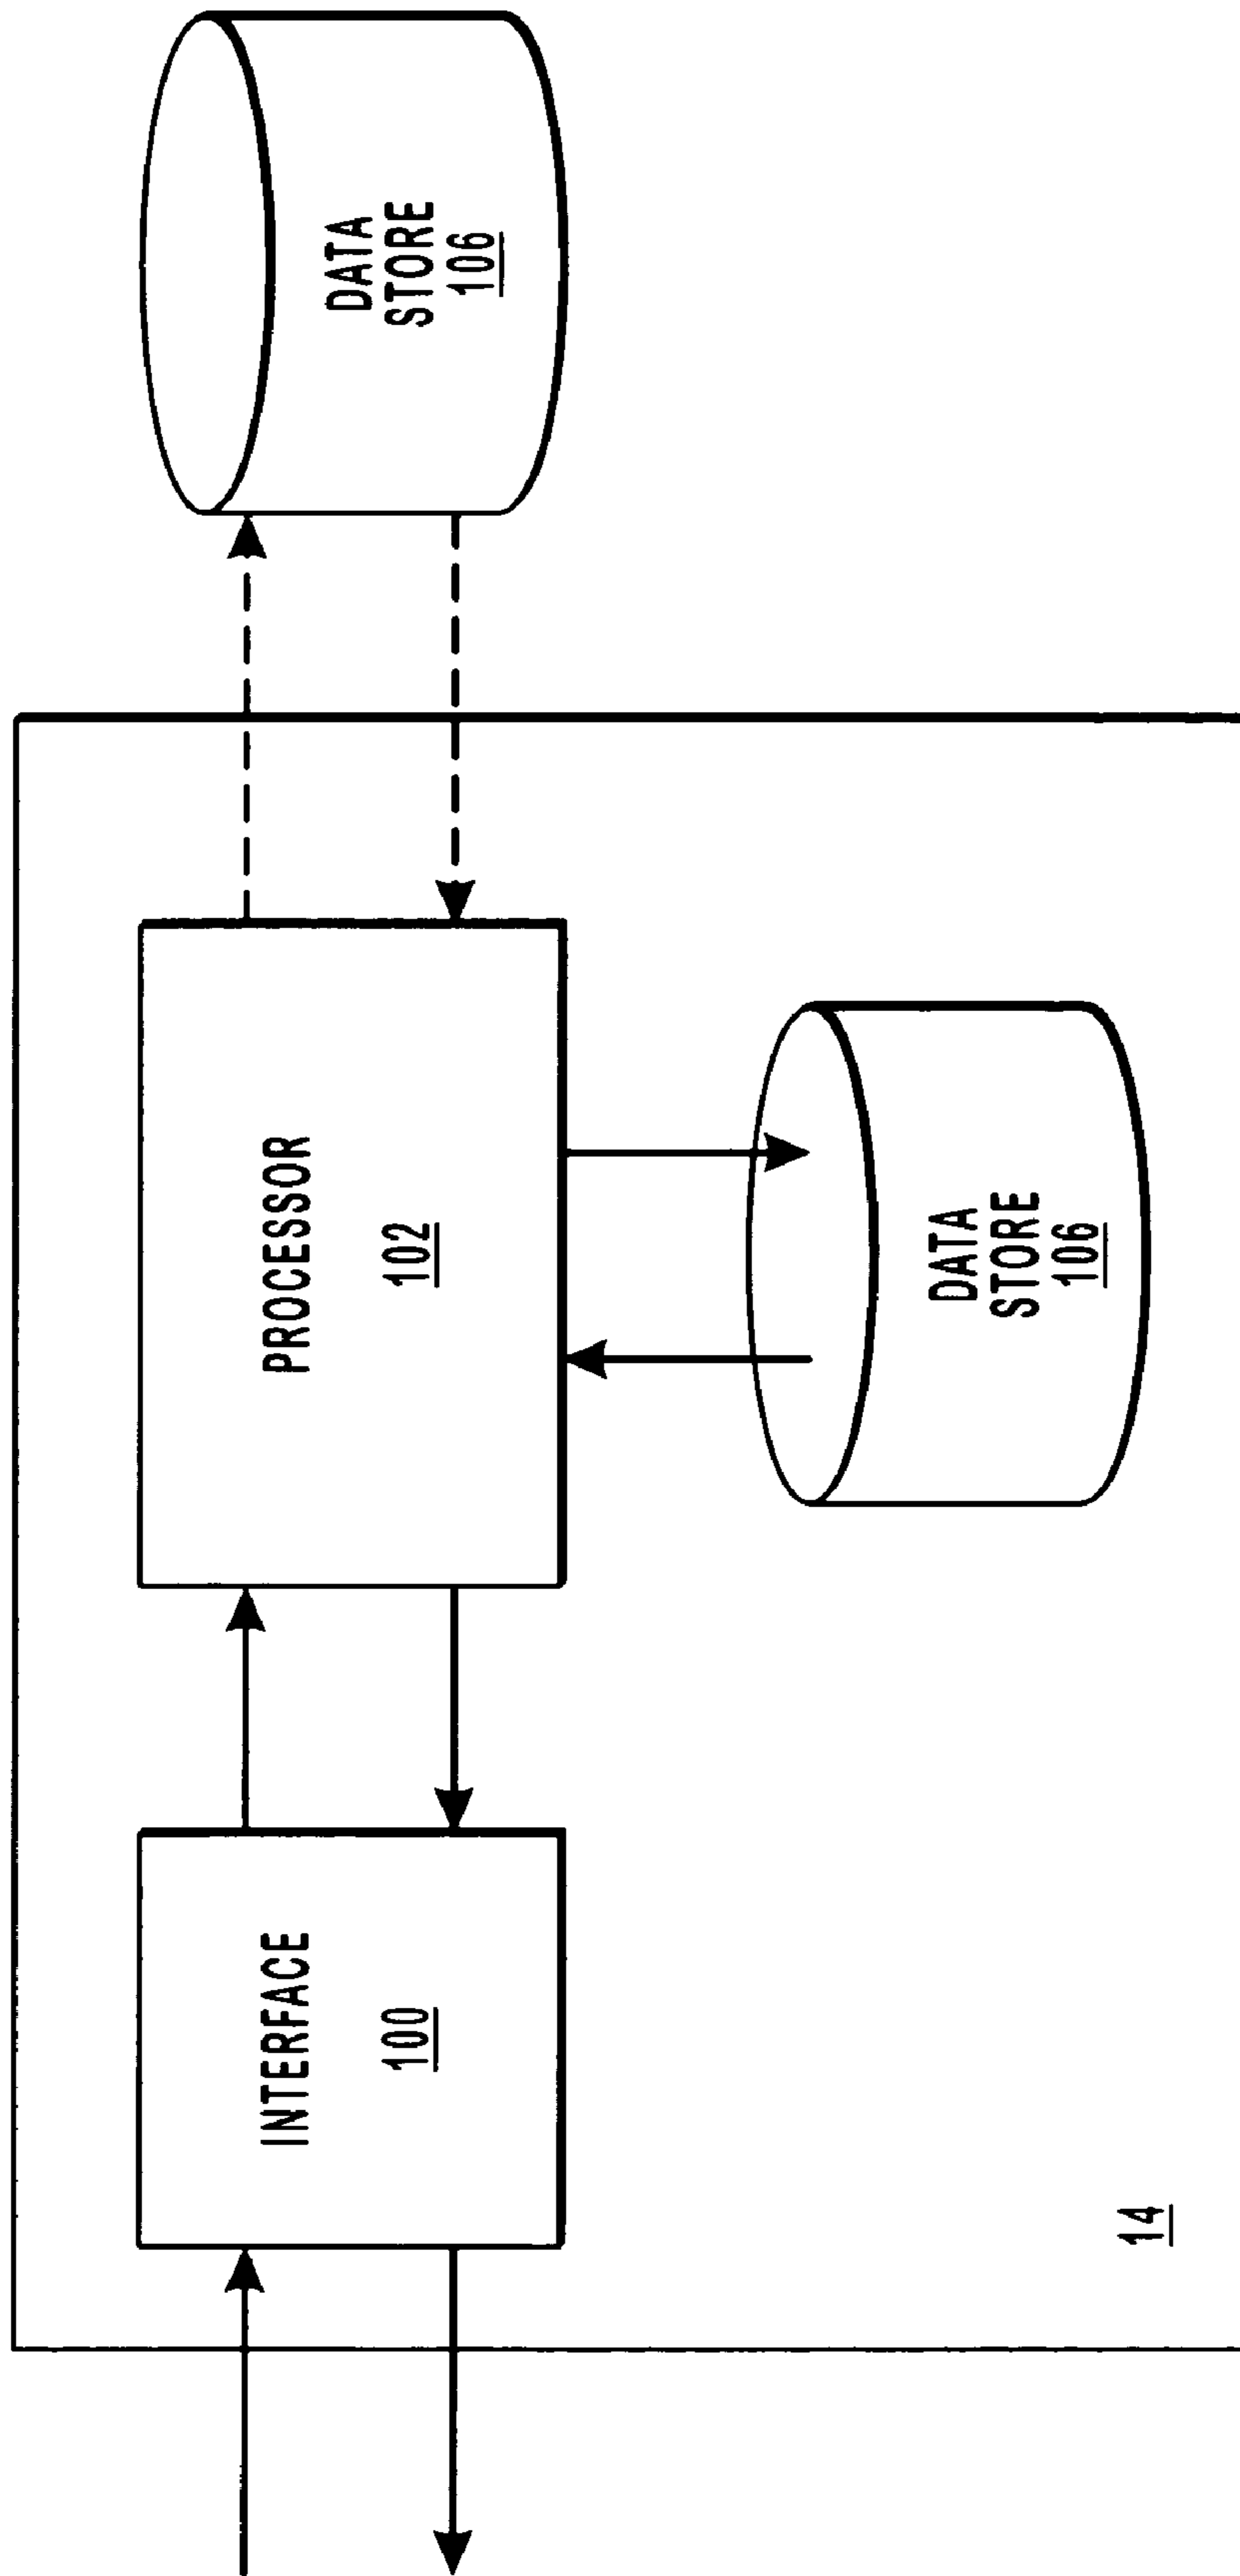 INTERFACE
100
PROCESSOR
102
DATA
STORE
106
DATA
STORE
106
14